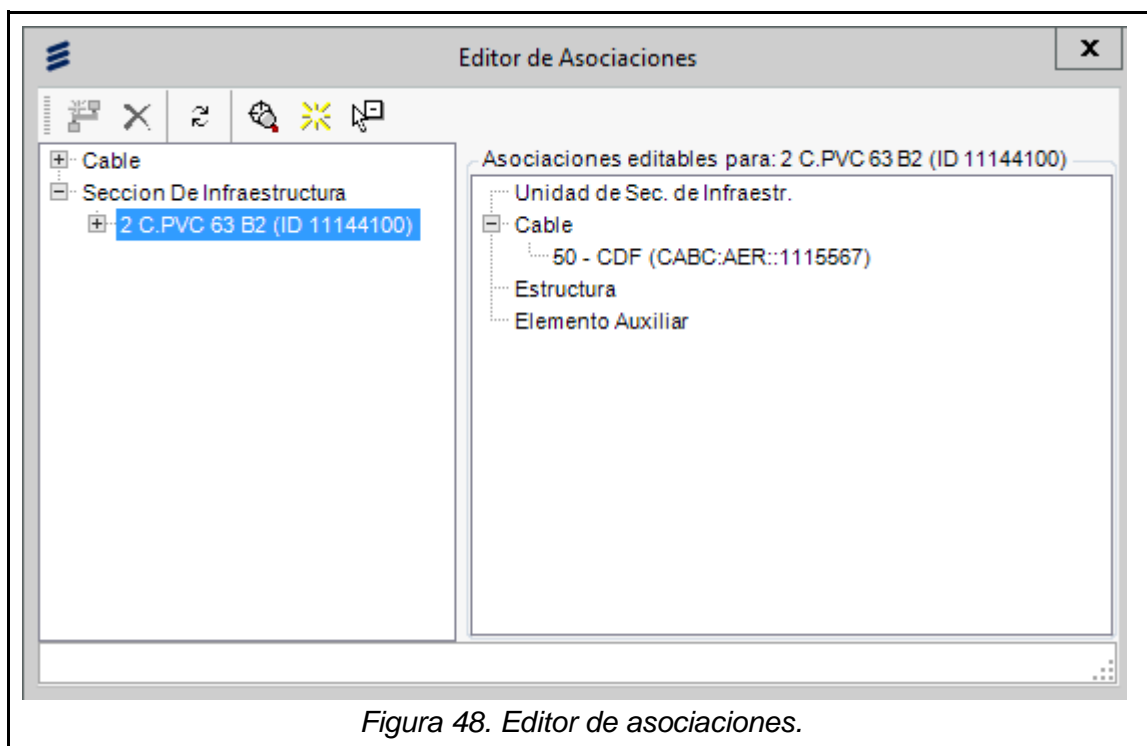 Editor de Asociaciones
x
Cable
Seccion De Infraestructura
2 C.PVC 63 B2 (ID 11144100)
Asociaciones editables para: 2 C.PVC 63 B2 (ID 11144100)
Unidad de Sec. de Infraestr.
Cable
50 - CDF (CABC:AER::1115567)
Estructura
Elemento Auxiliar
Figura 48. Editor de asociaciones.